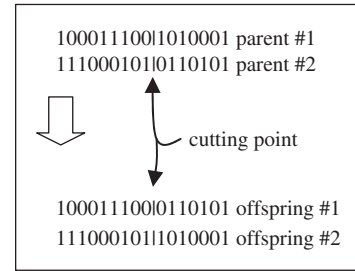 100011100|1010001 parent #1
111000101|0110101 parent #2
cutting point
100011100|0110101 offspring #1
111000101|1010001 offspring #2